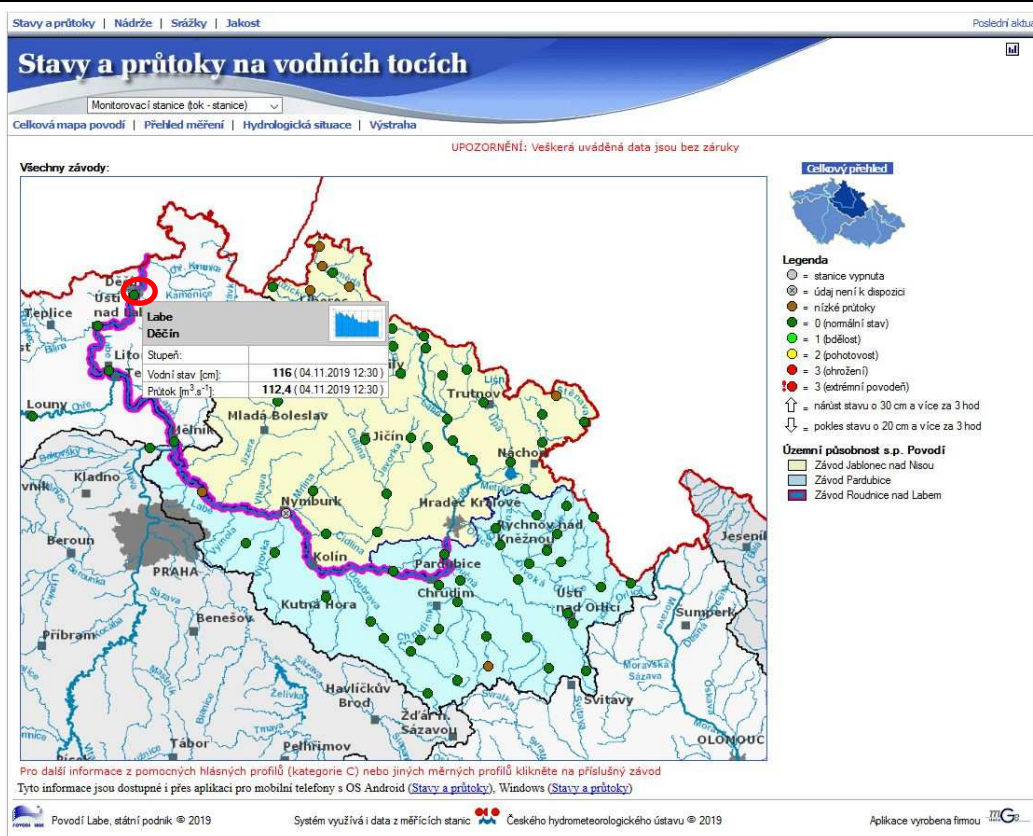 Stavy a průtoky | Nádrže | Srážky | Jakost
Poslední aktua
Stavy a průtoky na vodních tocích
Monitorovací stanice (tok - stanice)
Celková mapa povodí | Přehled měření | Hydrologická situace | Výstraha
UPOZORNĚNÍ: Veškerá uváděná data jsou bez záruky
Všechny závody:
Celkový přehled
Legenda
= stanice vypnuta
= údaj není k dispozici
= nízké průtoky
= 0 (normální stav)
= 1 (bdělost)
= 2 (pohotovost)
= 3 (ohrožení)
= 3 (extrémní povodeň)
= nárůst stavu o 30 cm a více za 3 hod
= pokles stavu o 20 cm a více za 3 hod
Územní působnost s.p. Povodí
Závod Jablonec nad Nisou
Závod Pardubice
Závod Roudnice nad Labem
Kamenice
Teplice
Ústí
nad
Labe
Děčín
Stupeň:
Vodní stav [cm]: 116 (04.11.2019 12:30)
Průtok [m³.s⁻¹]: 112,4 (04.11.2019 12:30)
Louny
Trutnov
Mladá Boleslav
Jičín
Náchod
Mělník
Kladno
Nymburk
Hradec Králové
Rychnov nad
Kněžnou
Beroun
PRAHA
Kolín
Pardubice
Chrudim
Ústí
nad Orlicí
Jeseník
Kutná Hora
Benešov
Šumperk
Příbram
Havlíčkův
Brod
Moravská
Sázava
Svitavy
Žďár n.
Sázavou
Tábor
Pelhřimov
OLOMOUC
Pro další informace z pomocných hlásných profilů (kategorie C) nebo jiných měrných profilů klikněte na příslušný závod
Tyto informace jsou dostupné i přes aplikaci pro mobilní telefony s OS Android (Stavy a průtoky), Windows (Stavy a průtoky)
Povodí Labe, státní podnik © 2019
Systém využívá i data z měřících stanic Českého hydrometeorologického ústavu © 2019
Aplikace vyrobena firmou